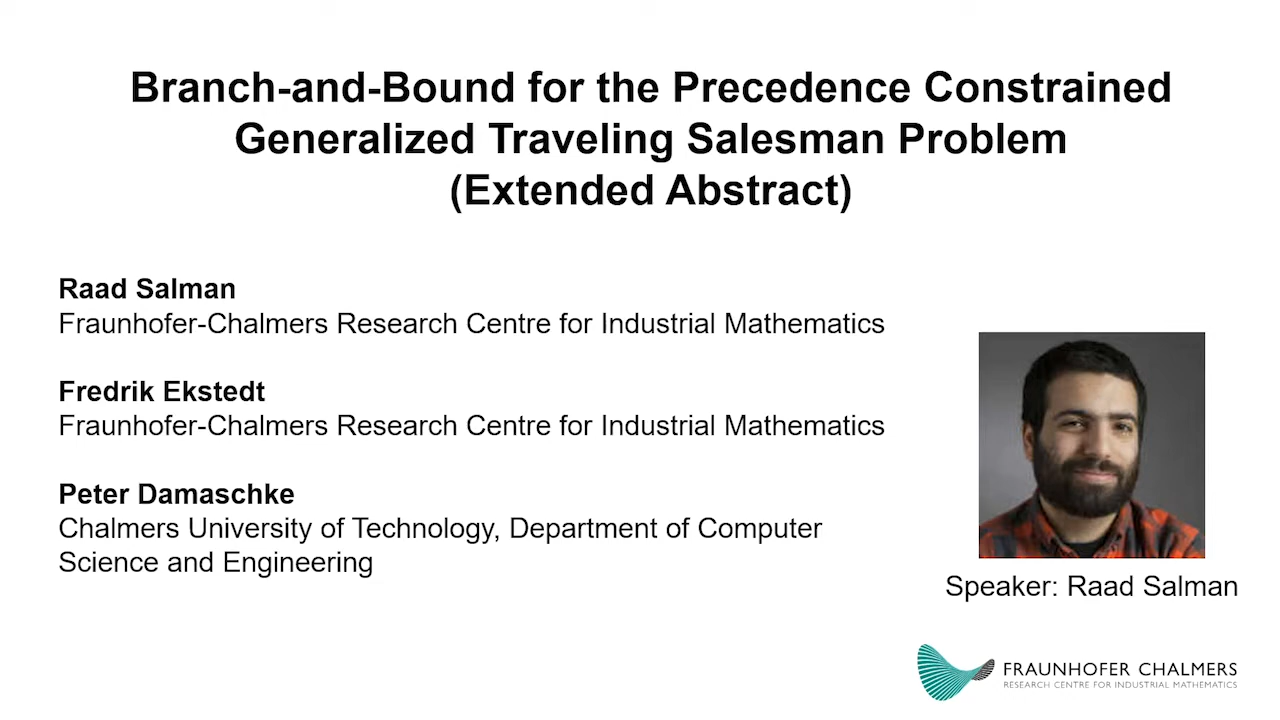 Branch-and-Bound for the Precedence Constrained
Generalized Traveling Salesman Problem
(Extended Abstract)
Raad Salman
Fraunhofer-Chalmers Research Centre for Industrial Mathematics
Fredrik Ekstedt
Fraunhofer-Chalmers Research Centre for Industrial Mathematics
Peter Damaschke
Chalmers University of Technology, Department of Computer
Science and Engineering
Speaker: Raad Salman
FRAUNHOFER CHALMERS
RESEARCH CENTRE FOR INDUSTRIAL MATHEMATICS